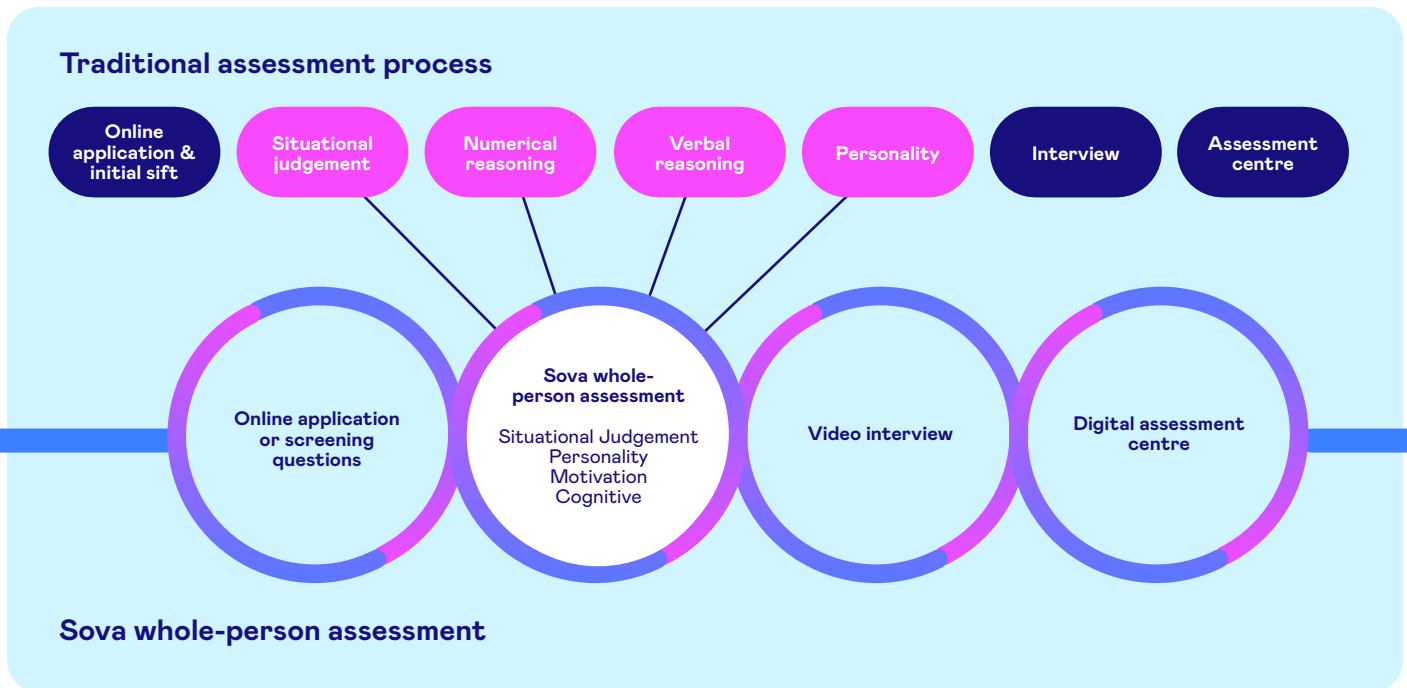 Traditional assessment process
Online
application &
initial sift
Situational
judgement
Numerical
reasoning
Verbal
reasoning
Personality
Interview
Assessment
centre
Online application
or screening
questions
Sova whole-
person assessment
Situational Judgement
Personality
Motivation
Cognitive
Video interview
Digital assessment
centre
Sova whole-person assessment